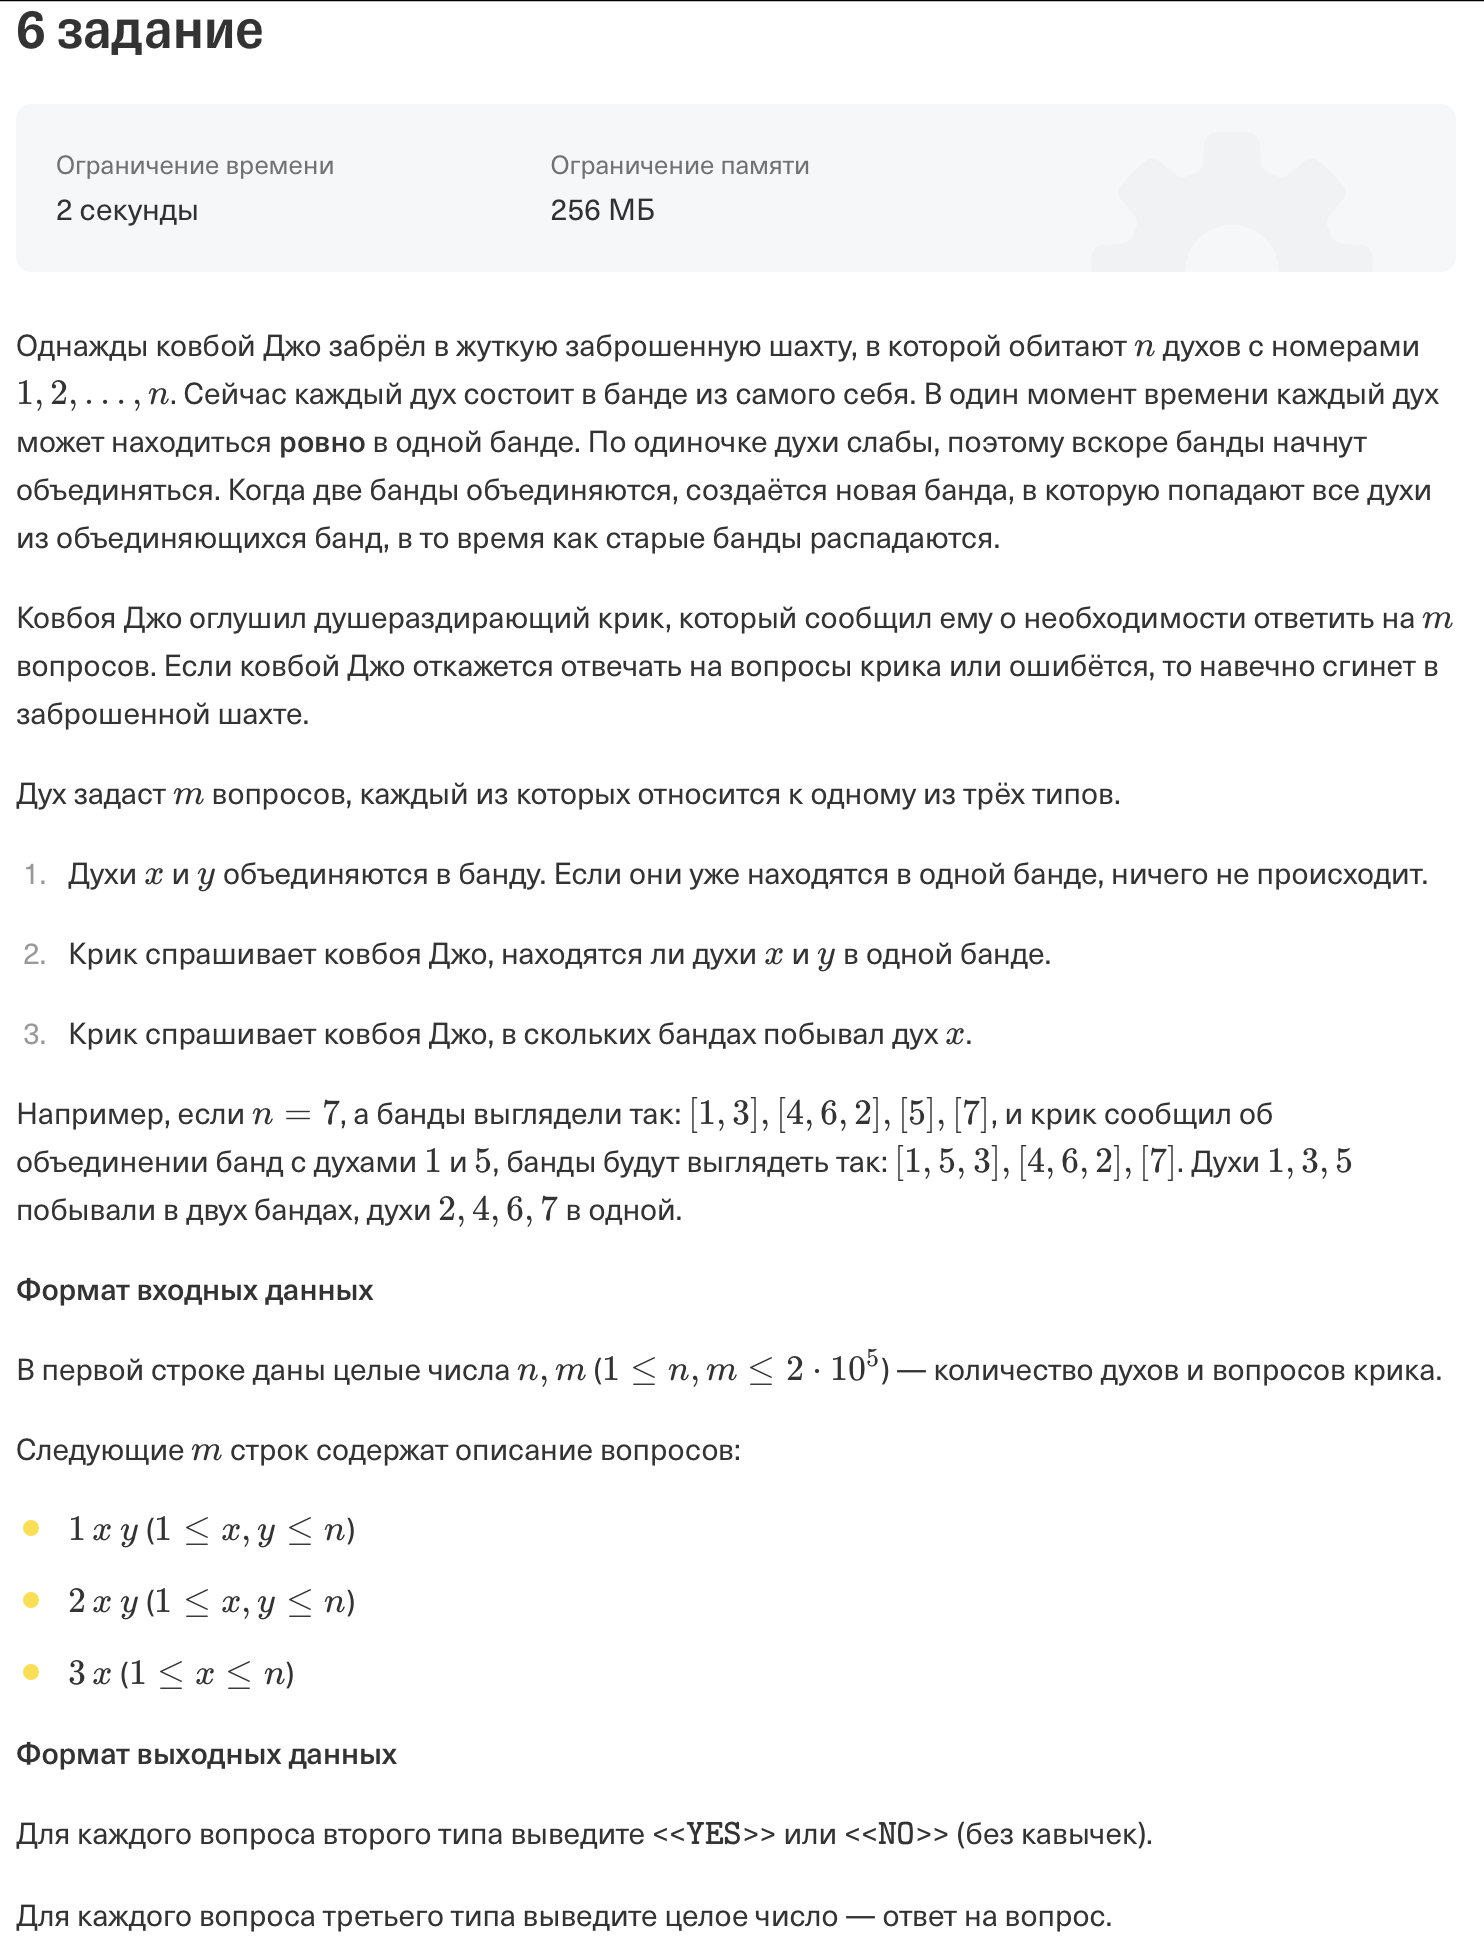 6 задание
Ограничение времени
Ограничение памяти
2 секунды
256 МБ
Однажды ковбой Джо забрёл в жуткую заброшенную шахту, в которой обитают n духов с номерами
1, 2, . . . , n. Сейчас каждый дух состоит в банде из самого себя. В один момент времени каждый дух
может находиться ровно в одной банде. По одиночке духи слабы, поэтому вскоре банды начнут
объединяться. Когда две банды объединяются, создаётся новая банда, в которую попадают все духи
из объединяющихся банд, в то время как старые банды распадаются.
Ковбоя Джо оглушил душераздирающий крик, который сообщил ему о необходимости ответить на m
вопросов. Если ковбой Джо откажется отвечать на вопросы крика или ошибётся, то навечно сгинет в
заброшенной шахте.
Дух задаст m вопросов, каждый из которых относится к одному из трёх типов.
1. Духи x и y объединяются в банду. Если они уже находятся в одной банде, ничего не происходит.
2. Крик спрашивает ковбоя Джо, находятся ли духи x и y в одной банде.
3. Крик спрашивает ковбоя Джо, в скольких бандах побывал дух x.
Например, если n = 7, а банды выглядели так: [1, 3], [4, 6, 2], [5], [7], и крик сообщил об
объединении банд с духами 1 и 5, банды будут выглядеть так: [1, 5, 3], [4, 6, 2], [7]. Духи 1, 3, 5
побывали в двух бандах, духи 2, 4, 6, 7 в одной.
Формат входных данных
В первой строке даны целые числа n, m (1 ≤ n, m ≤ 2 · 10⁵) — количество духов и вопросов крика.
Следующие m строк содержат описание вопросов:
1 x y (1 ≤ x, y ≤ n)
2 x y (1 ≤ x, y ≤ n)
3 x (1 ≤ x ≤ n)
Формат выходных данных
Для каждого вопроса второго типа выведите <<YES>> или <<NO>> (без кавычек).
Для каждого вопроса третьего типа выведите целое число — ответ на вопрос.